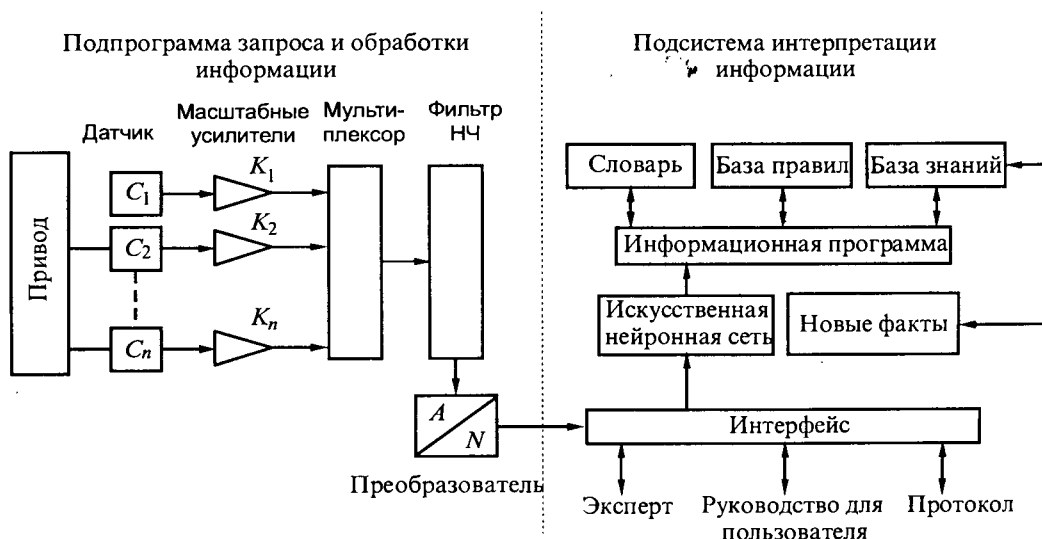 Подпрограмма запроса и обработки
информации
Подсистема интерпретации
информации
Датчик
Масштабные
усилители
Мульти-
плексор
Фильтр
НЧ
Привод
C1
C2
Cn
K1
K2
Kn
A
N
Преобразователь
Словарь
База правил
База знаний
Информационная программа
Искусственная
нейронная сеть
Новые факты
Интерфейс
Эксперт
Руководство для
пользователя
Протокол